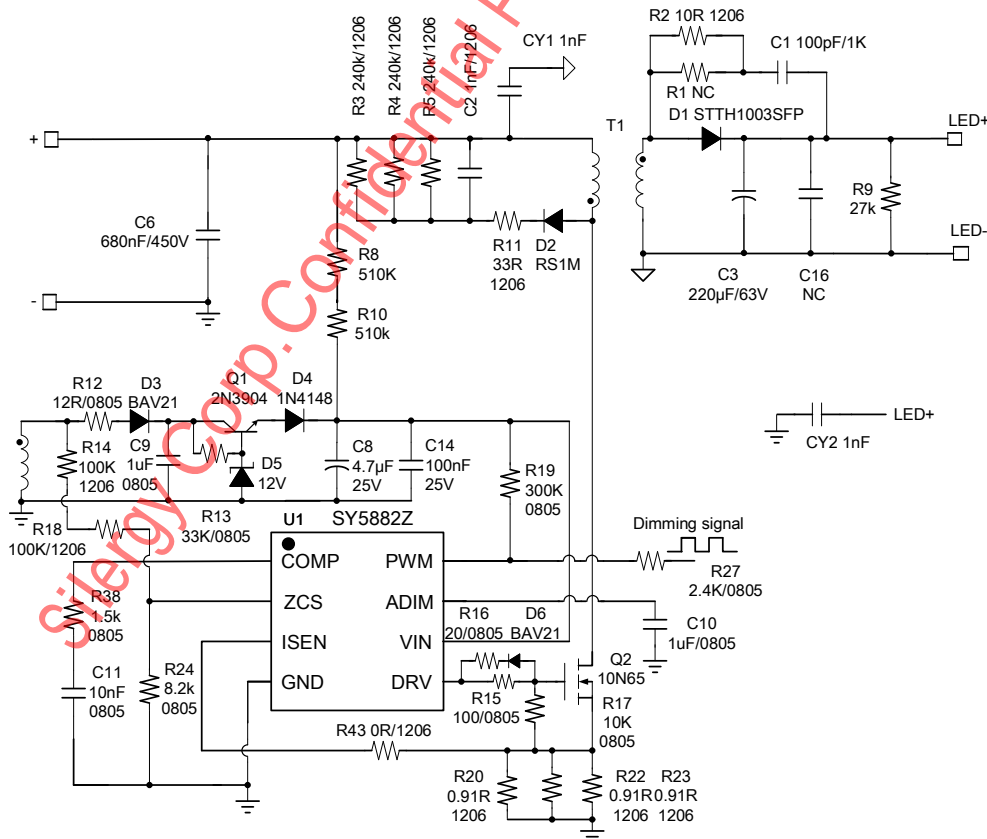 R2 10R 1206
C1 100pF/1K
R1 NC
D1 STTH1003SFP
CY1 1nF
R3 240k/1206
R4 240k/1206
R5 240k/1206
C2 1nF/1206
T1
LED+
+
C6
680nF/450V
R9
27k
LED-
R11
33R
1206
D2
RS1M
R8
510K
C3
220µF/63V
C16
NC
-
R10
510k
R12
12R/0805
D3
BAV21
Q1
2N3904
D4
1N4148
LED+
CY2 1nF
R14
100K
1206
C9
1uF
0805
D5
12V
C8
4.7µF
25V
C14
100nF
25V
R19
300K
0805
R18
100K/1206
R13
33K/0805
U1
SY5882Z
Dimming signal
R27
2.4K/0805
COMP
PWM
ZCS
ADIM
ISEN
VIN
GND
DRV
R38
1.5k
0805
R16
20/0805
D6
BAV21
C10
1uF/0805
C11
10nF
0805
R24
8.2k
0805
Q2
10N65
R15
100/0805
R17
10K
0805
R43 0R/1206
R20
0.91R
1206
R22
0.91R
1206
R23
0.91R
1206
Silergy Corp. Confidential